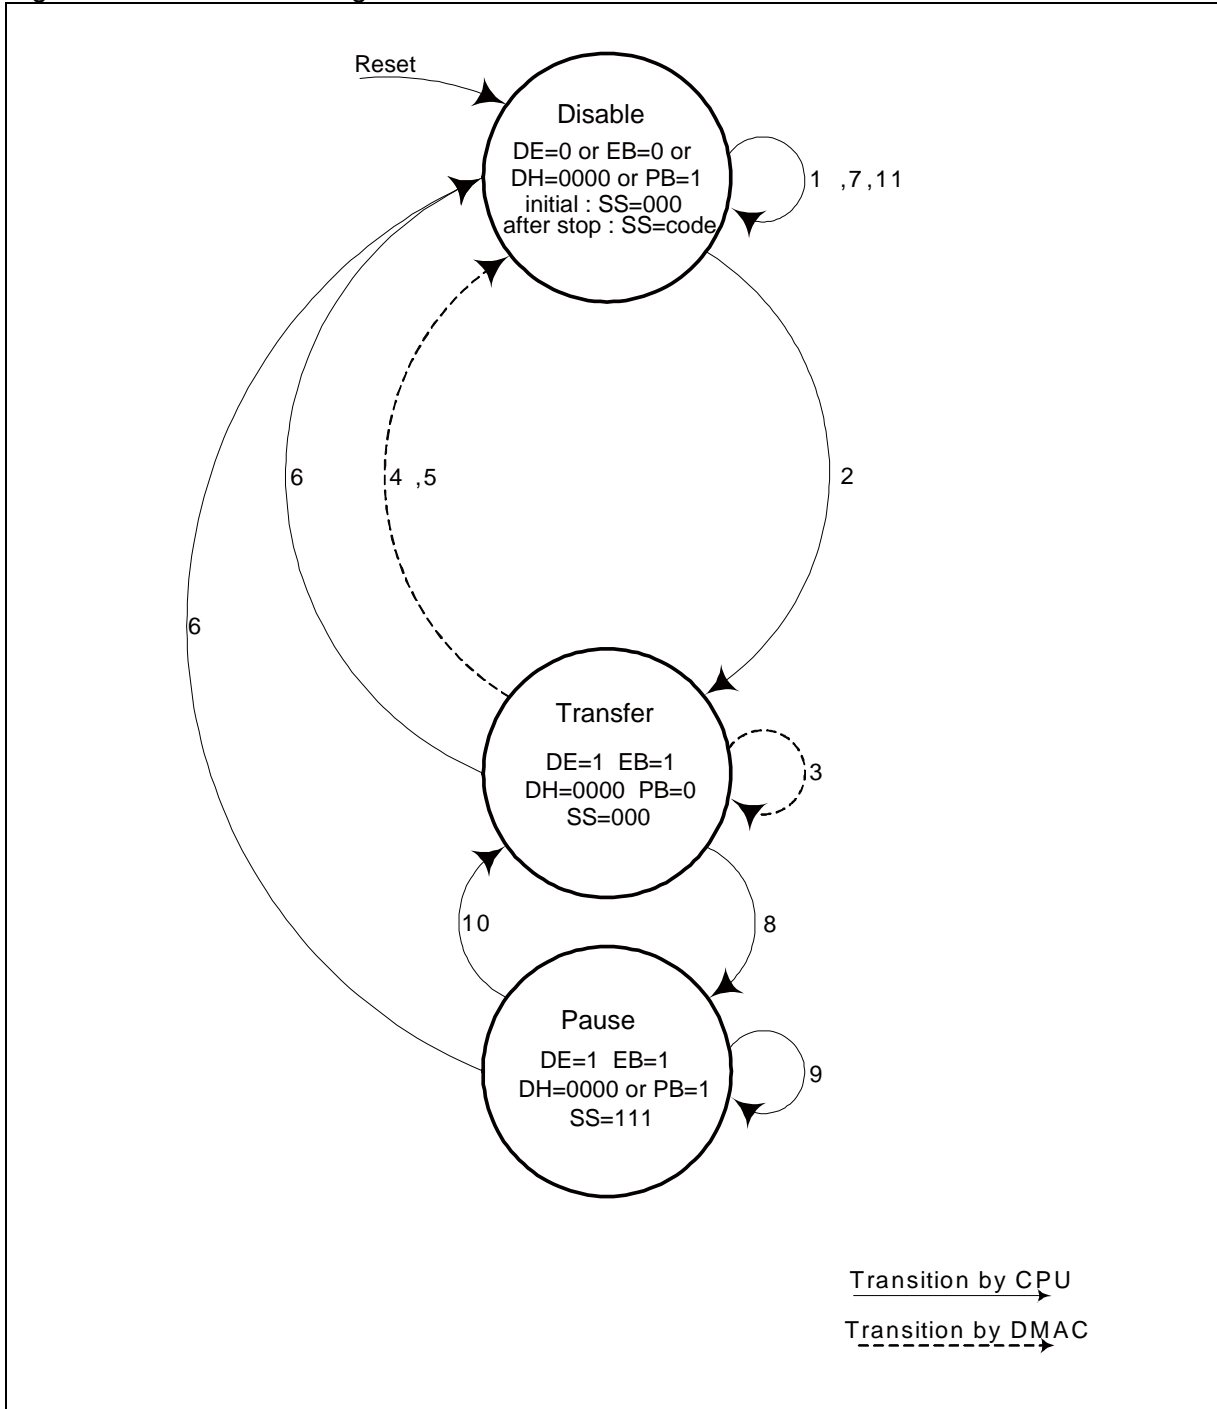 Reset
Disable
DE=0 or EB=0 or
DH=0000 or PB=1
initial : SS=000
after stop : SS=code
1 ,7,11
6
4 ,5
2
6
Transfer
DE=1 EB=1
DH=0000 PB=0
SS=000
3
10
8
Pause
DE=1 EB=1
DH=0000 or PB=1
SS=111
9
Transition by CPU
Transition by DMAC